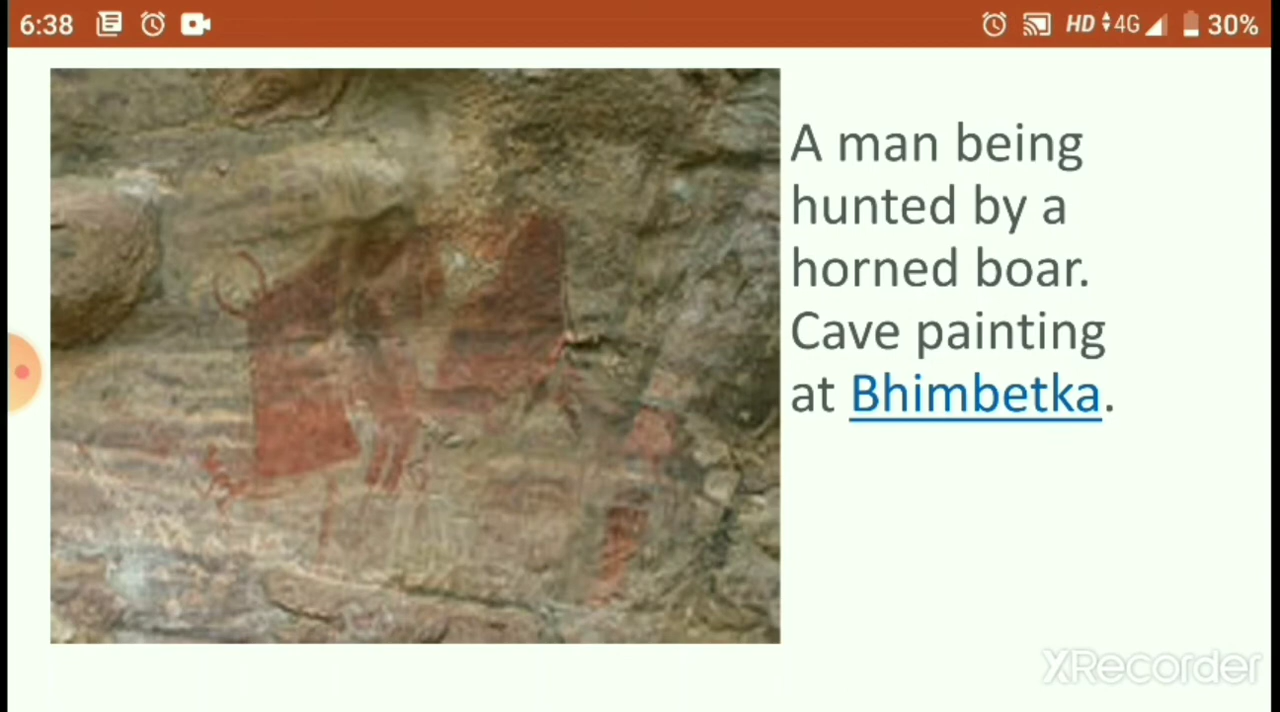 6:38 HD 4G 30%
A man being
hunted by a
horned boar.
Cave painting
at Bhimbetka.
XRecorder